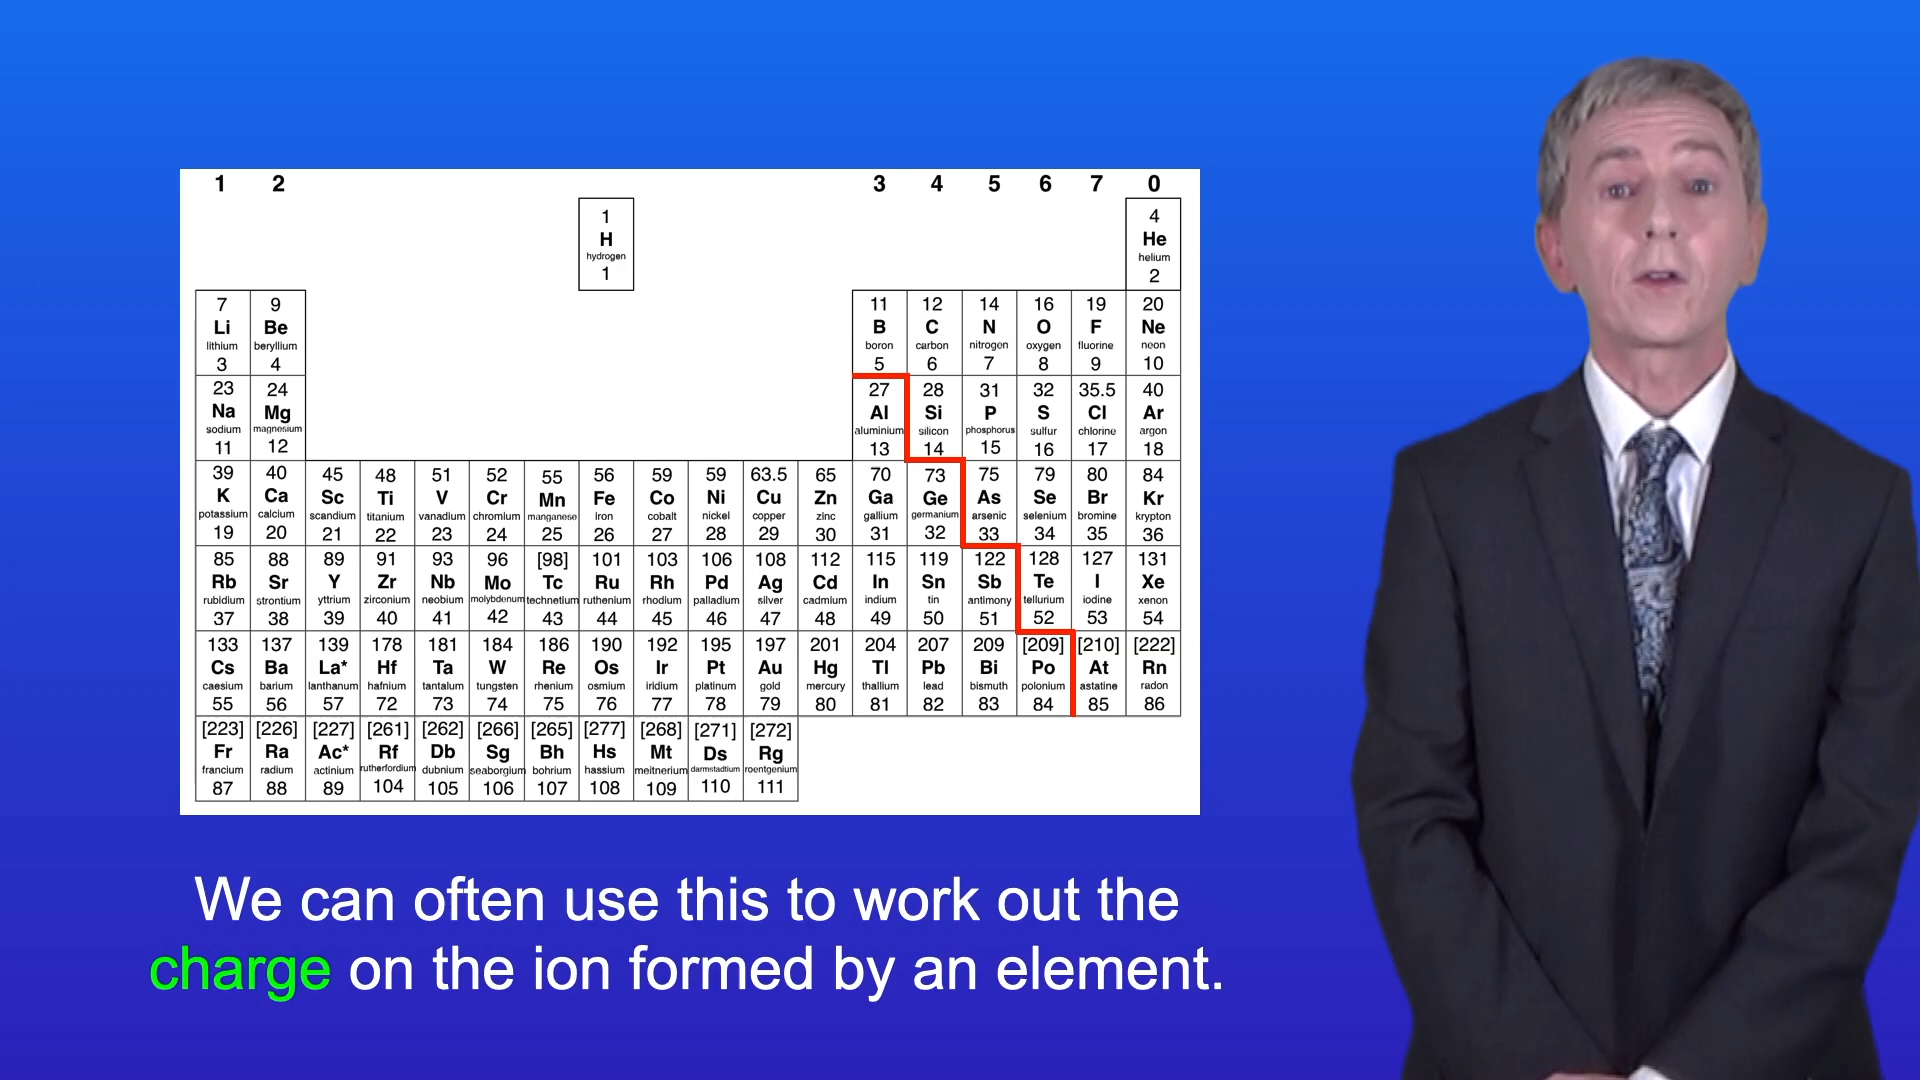 1 2 3 4 5 6 7 0
1 4
H He
hydrogen helium
1 2
7 9 11 12 14 16 19 20
Li Be B C N O F Ne
lithium beryllium boron carbon nitrogen oxygen fluorine neon
3 4 5 6 7 8 9 10
23 24 27 28 31 32 35.5 40
Na Mg Al Si P S Cl Ar
sodium magnesium aluminium silicon phosphorus sulfur chlorine argon
11 12 13 14 15 16 17 18
39 40 45 48 51 52 55 56 59 59 63.5 65 70 73 75 79 80 84
K Ca Sc Ti V Cr Mn Fe Co Ni Cu Zn Ga Ge As Se Br Kr
potassium calcium scandium titanium vanadium chromium manganese iron cobalt nickel copper zinc gallium germanium arsenic selenium bromine krypton
19 20 21 22 23 24 25 26 27 28 29 30 31 32 33 34 35 36
85 88 89 91 93 96 [98] 101 103 106 108 112 115 119 122 128 127 131
Rb Sr Y Zr Nb Mo Tc Ru Rh Pd Ag Cd In Sn Sb Te I Xe
rubidium strontium yttrium zirconium neobium molybdenum technetium ruthenium rhodium palladium silver cadmium indium tin antimony tellurium iodine xenon
37 38 39 40 41 42 43 44 45 46 47 48 49 50 51 52 53 54
133 137 139 178 181 184 186 190 192 195 197 201 204 207 209 [209] [210] [222]
Cs Ba La* Hf Ta W Re Os Ir Pt Au Hg Tl Pb Bi Po At Rn
caesium barium lanthanum hafnium tantalum tungsten rhenium osmium iridium platinum gold mercury thallium lead bismuth polonium astatine radon
55 56 57 72 73 74 75 76 77 78 79 80 81 82 83 84 85 86
[223] [226] [227] [261] [262] [266] [265] [277] [268] [271] [272]
Fr Ra Ac* Rf Db Sg Bh Hs Mt Ds Rg
francium radium actinium rutherfordium dubnium seaborgium bohrium hassium meitnerium darmstadtium roentgenium
87 88 89 104 105 106 107 108 109 110 111
We can often use this to work out the
charge on the ion formed by an element.